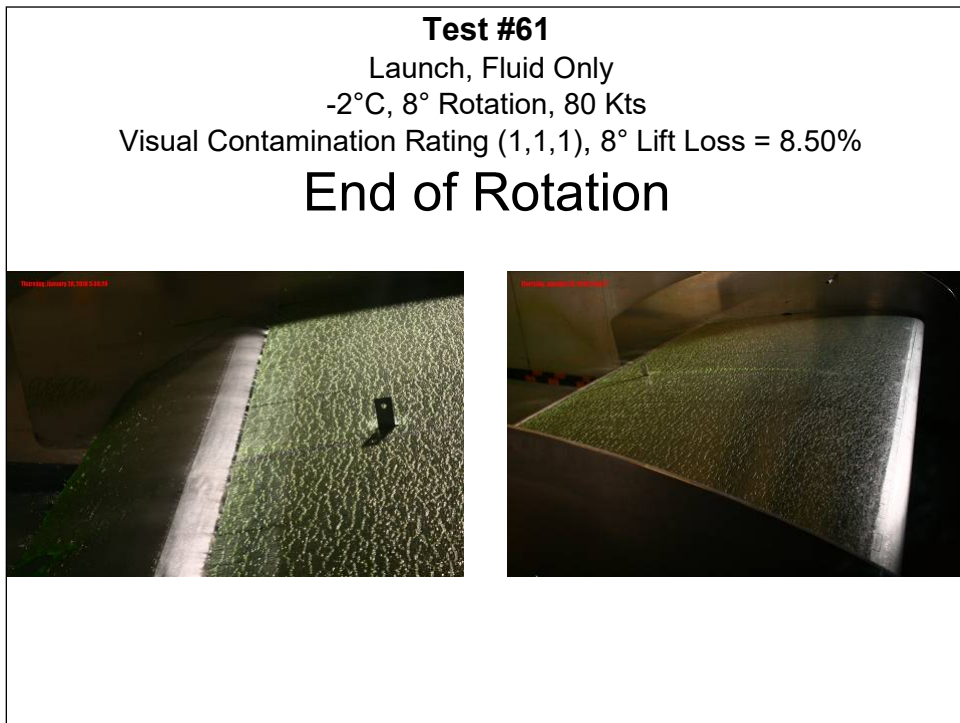 Test #61
Launch, Fluid Only
-2°C, 8° Rotation, 80 Kts
Visual Contamination Rating (1,1,1), 8° Lift Loss = 8.50%
End of Rotation